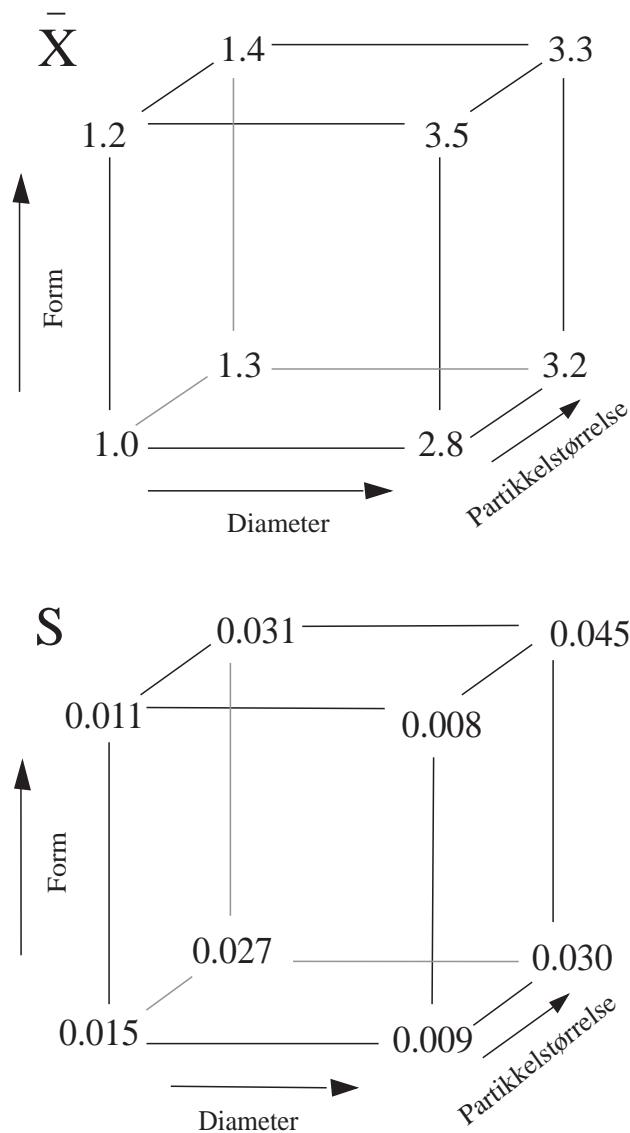 X̄
1.4 3.3
1.2 3.5
Form
1.3 3.2
1.0 2.8
Partikkelstørrelse
Diameter
S
0.031 0.045
0.011 0.008
Form
0.027 0.030
0.015 0.009
Partikkelstørrelse
Diameter